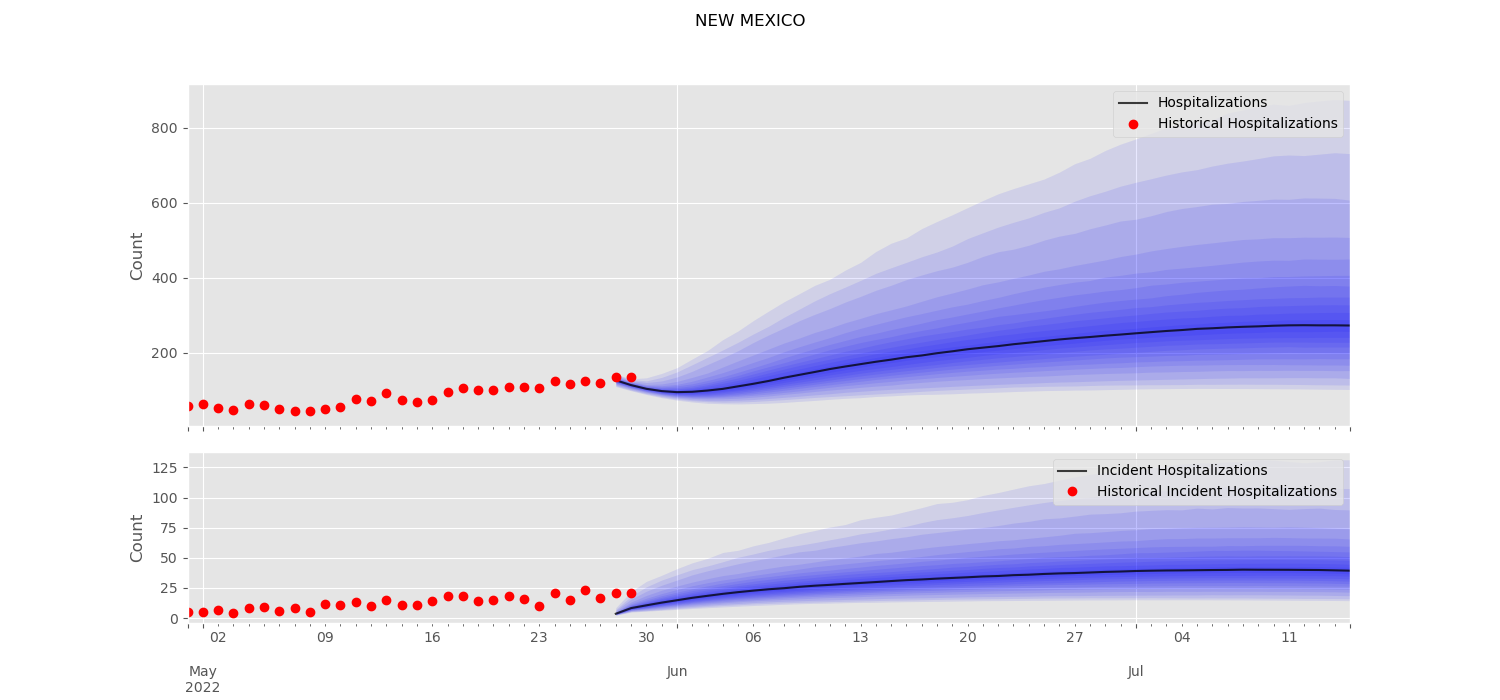 NEW MEXICO
Hospitalizations
Historical Hospitalizations
800
600
400
200
Count
Incident Hospitalizations
Historical Incident Hospitalizations
125
100
75
50
25
0
Count
02 09 16 23 30 06 13 20 27 04 11
May Jun Jul
2022